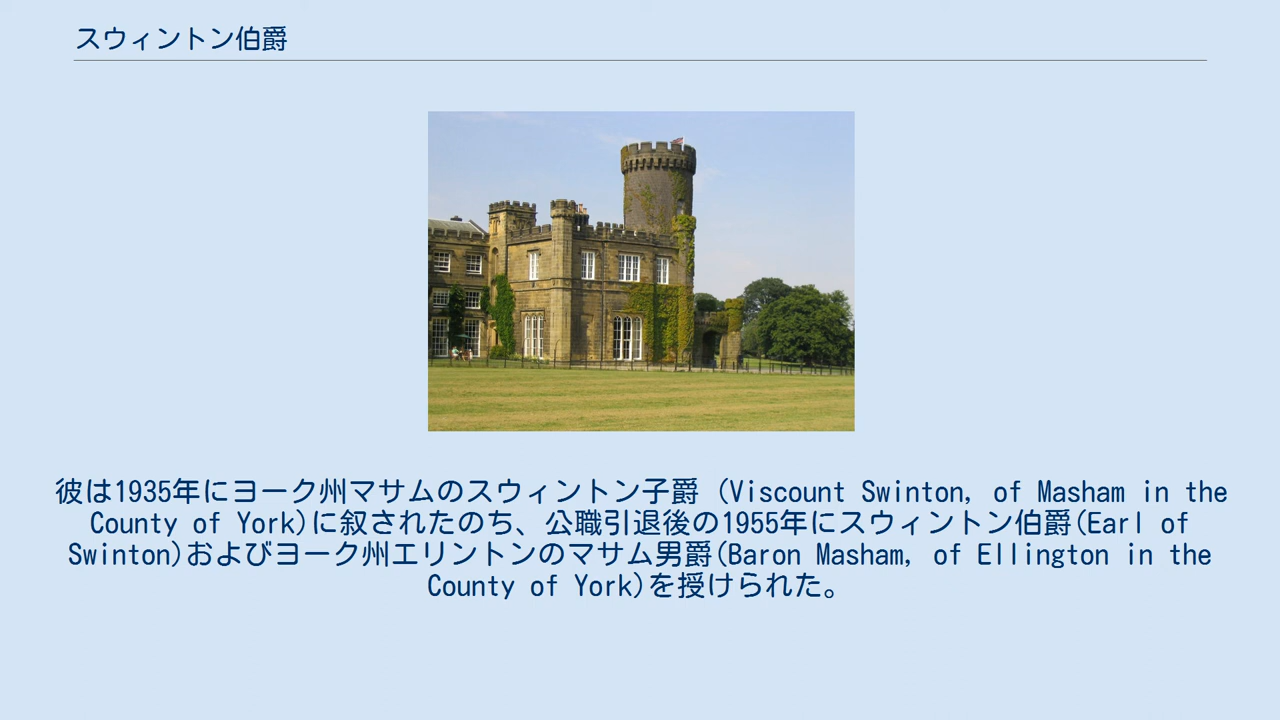 スウィントン伯爵
彼は1935年にヨーク州マサムのスウィントン子爵 (Viscount Swinton, of Masham in the
County of York)に叙されたのち、公職引退後の1955年にスウィントン伯爵(Earl of
Swinton)およびヨーク州エリントンのマサム男爵(Baron Masham, of Ellington in the
County of York)を授けられた。